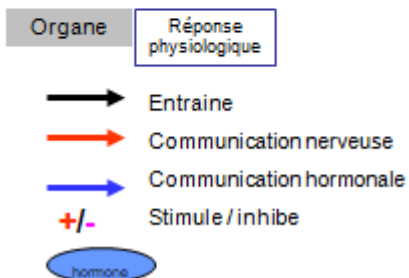 Organe
Réponse
physiologique
Entraine
Communication nerveuse
Communication hormonale
+/- Stimule / inhibe
hormone